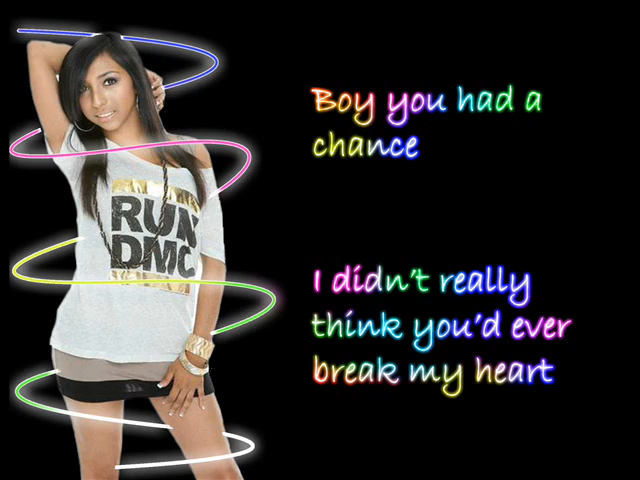 RUN
DMC
Boy you had a
chance
I didn't really
think you'd ever
break my heart